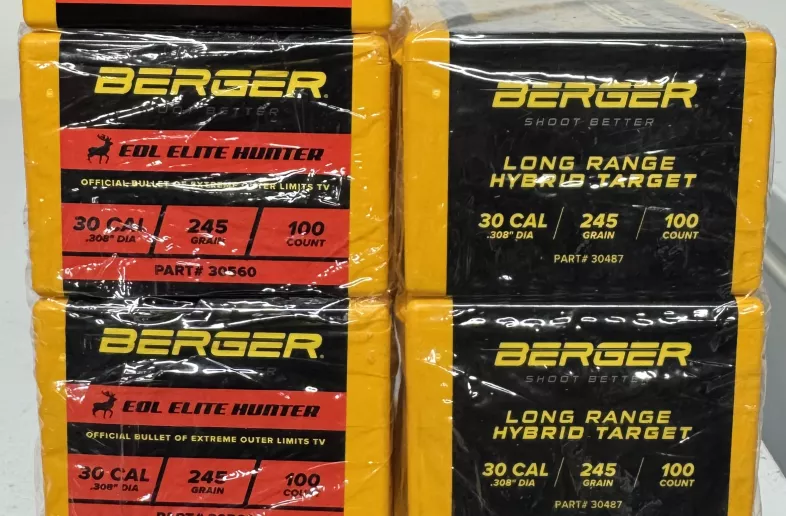 BERGER
SHOOT BETTER
EOL ELITE HUNTER
OFFICIAL BULLET OF EXTREME OUTER LIMITS TV
30 CAL 245 100
.308" DIA GRAIN COUNT
PART# 30560
BERGER
EOL ELITE HUNTER
OFFICIAL BULLET OF EXTREME OUTER LIMITS TV
30 CAL 245 100
.308" DIA GRAIN COUNT
BERGER
SHOOT BETTER
LONG RANGE
HYBRID TARGET
30 CAL 245 100
.308" DIA GRAIN COUNT
PART# 30487
BERGER
SHOOT BETTER
LONG RANGE
HYBRID TARGET
30 CAL 245 100
.308" DIA GRAIN COUNT
PART# 30487